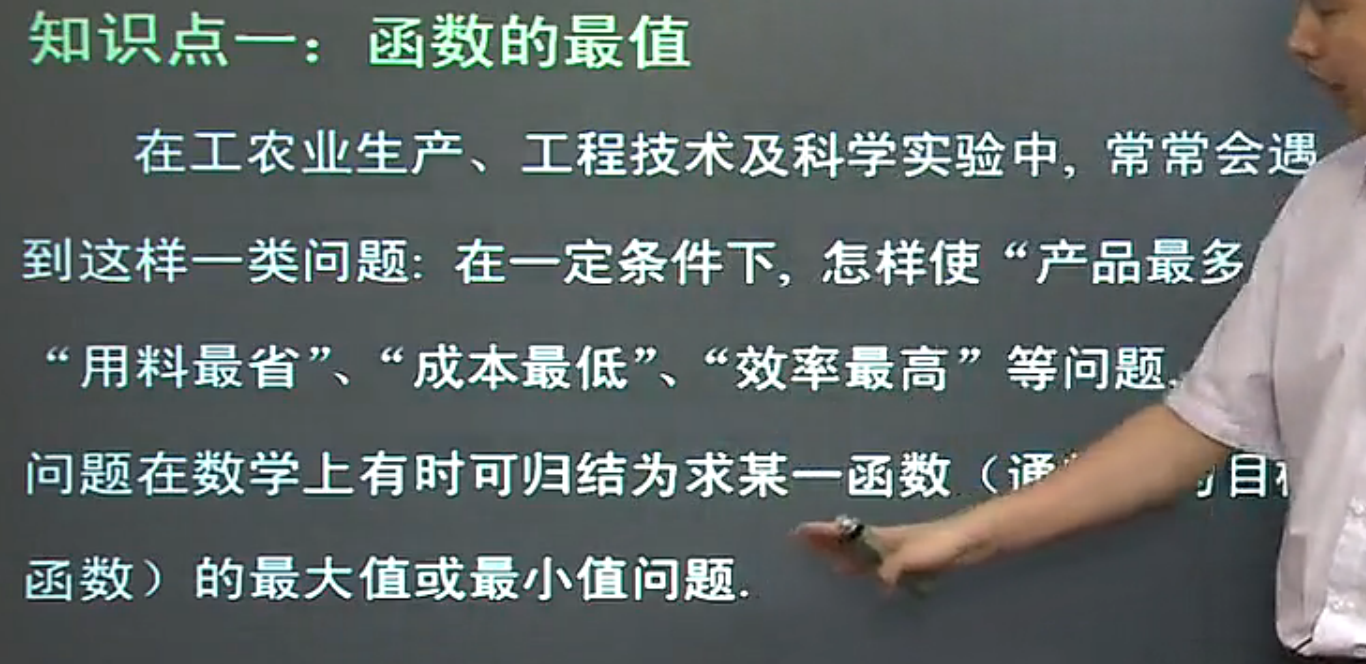 知识点一：函数的最值
在工农业生产、工程技术及科学实验中, 常常会遇
到这样一类问题: 在一定条件下, 怎样使“产品最多
“用料最省”、“成本最低”、“效率最高” 等问题,
问题在数学上有时可归结为求某一函数（通 目
函数）的最大值或最小值问题.